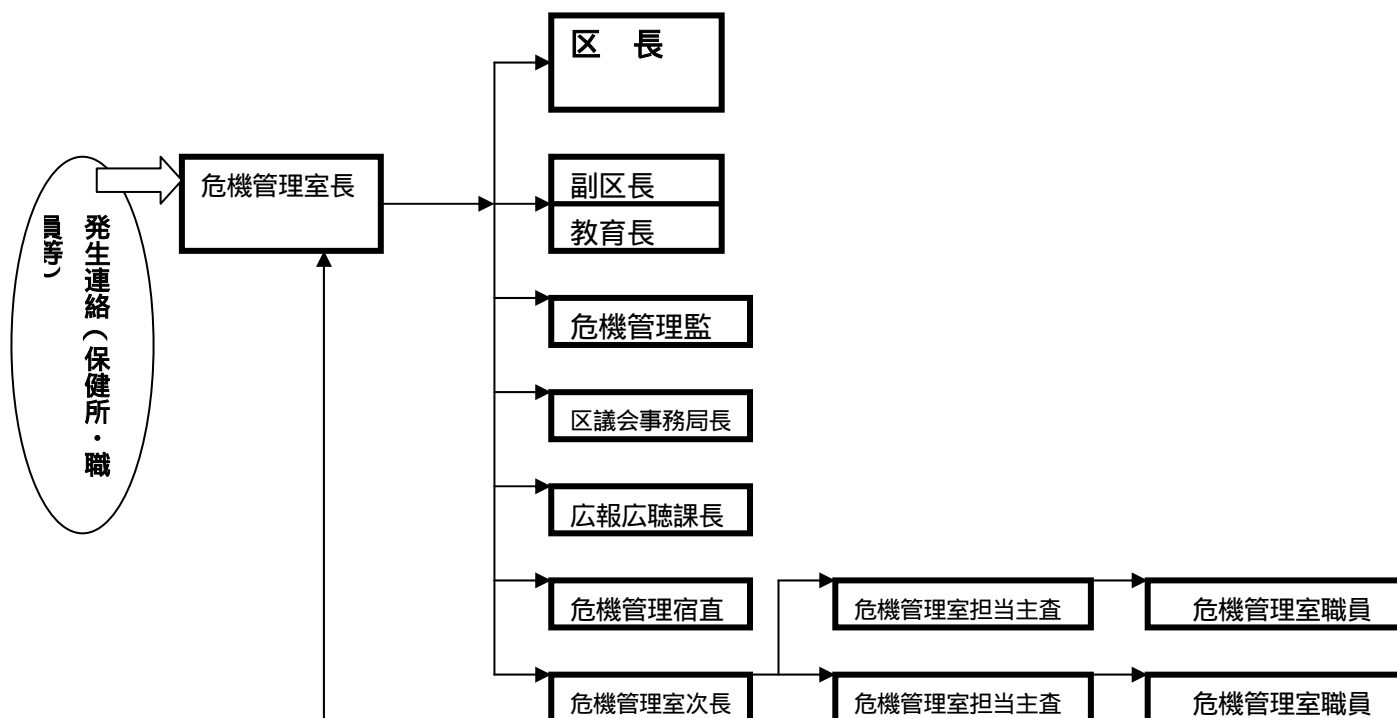 区　長
危機管理室長
副区長
教育長
発生連絡（保健所・職
員等）
危機管理監
区議会事務局長
広報広聴課長
危機管理宿直
危機管理室担当主査
危機管理室職員
危機管理室次長
危機管理室担当主査
危機管理室職員